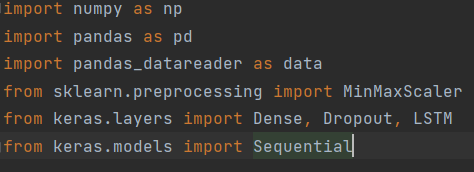 import numpy as np
import pandas as pd
import pandas_datareader as data
from sklearn.preprocessing import MinMaxScaler
from keras.layers import Dense, Dropout, LSTM
from keras.models import Sequential